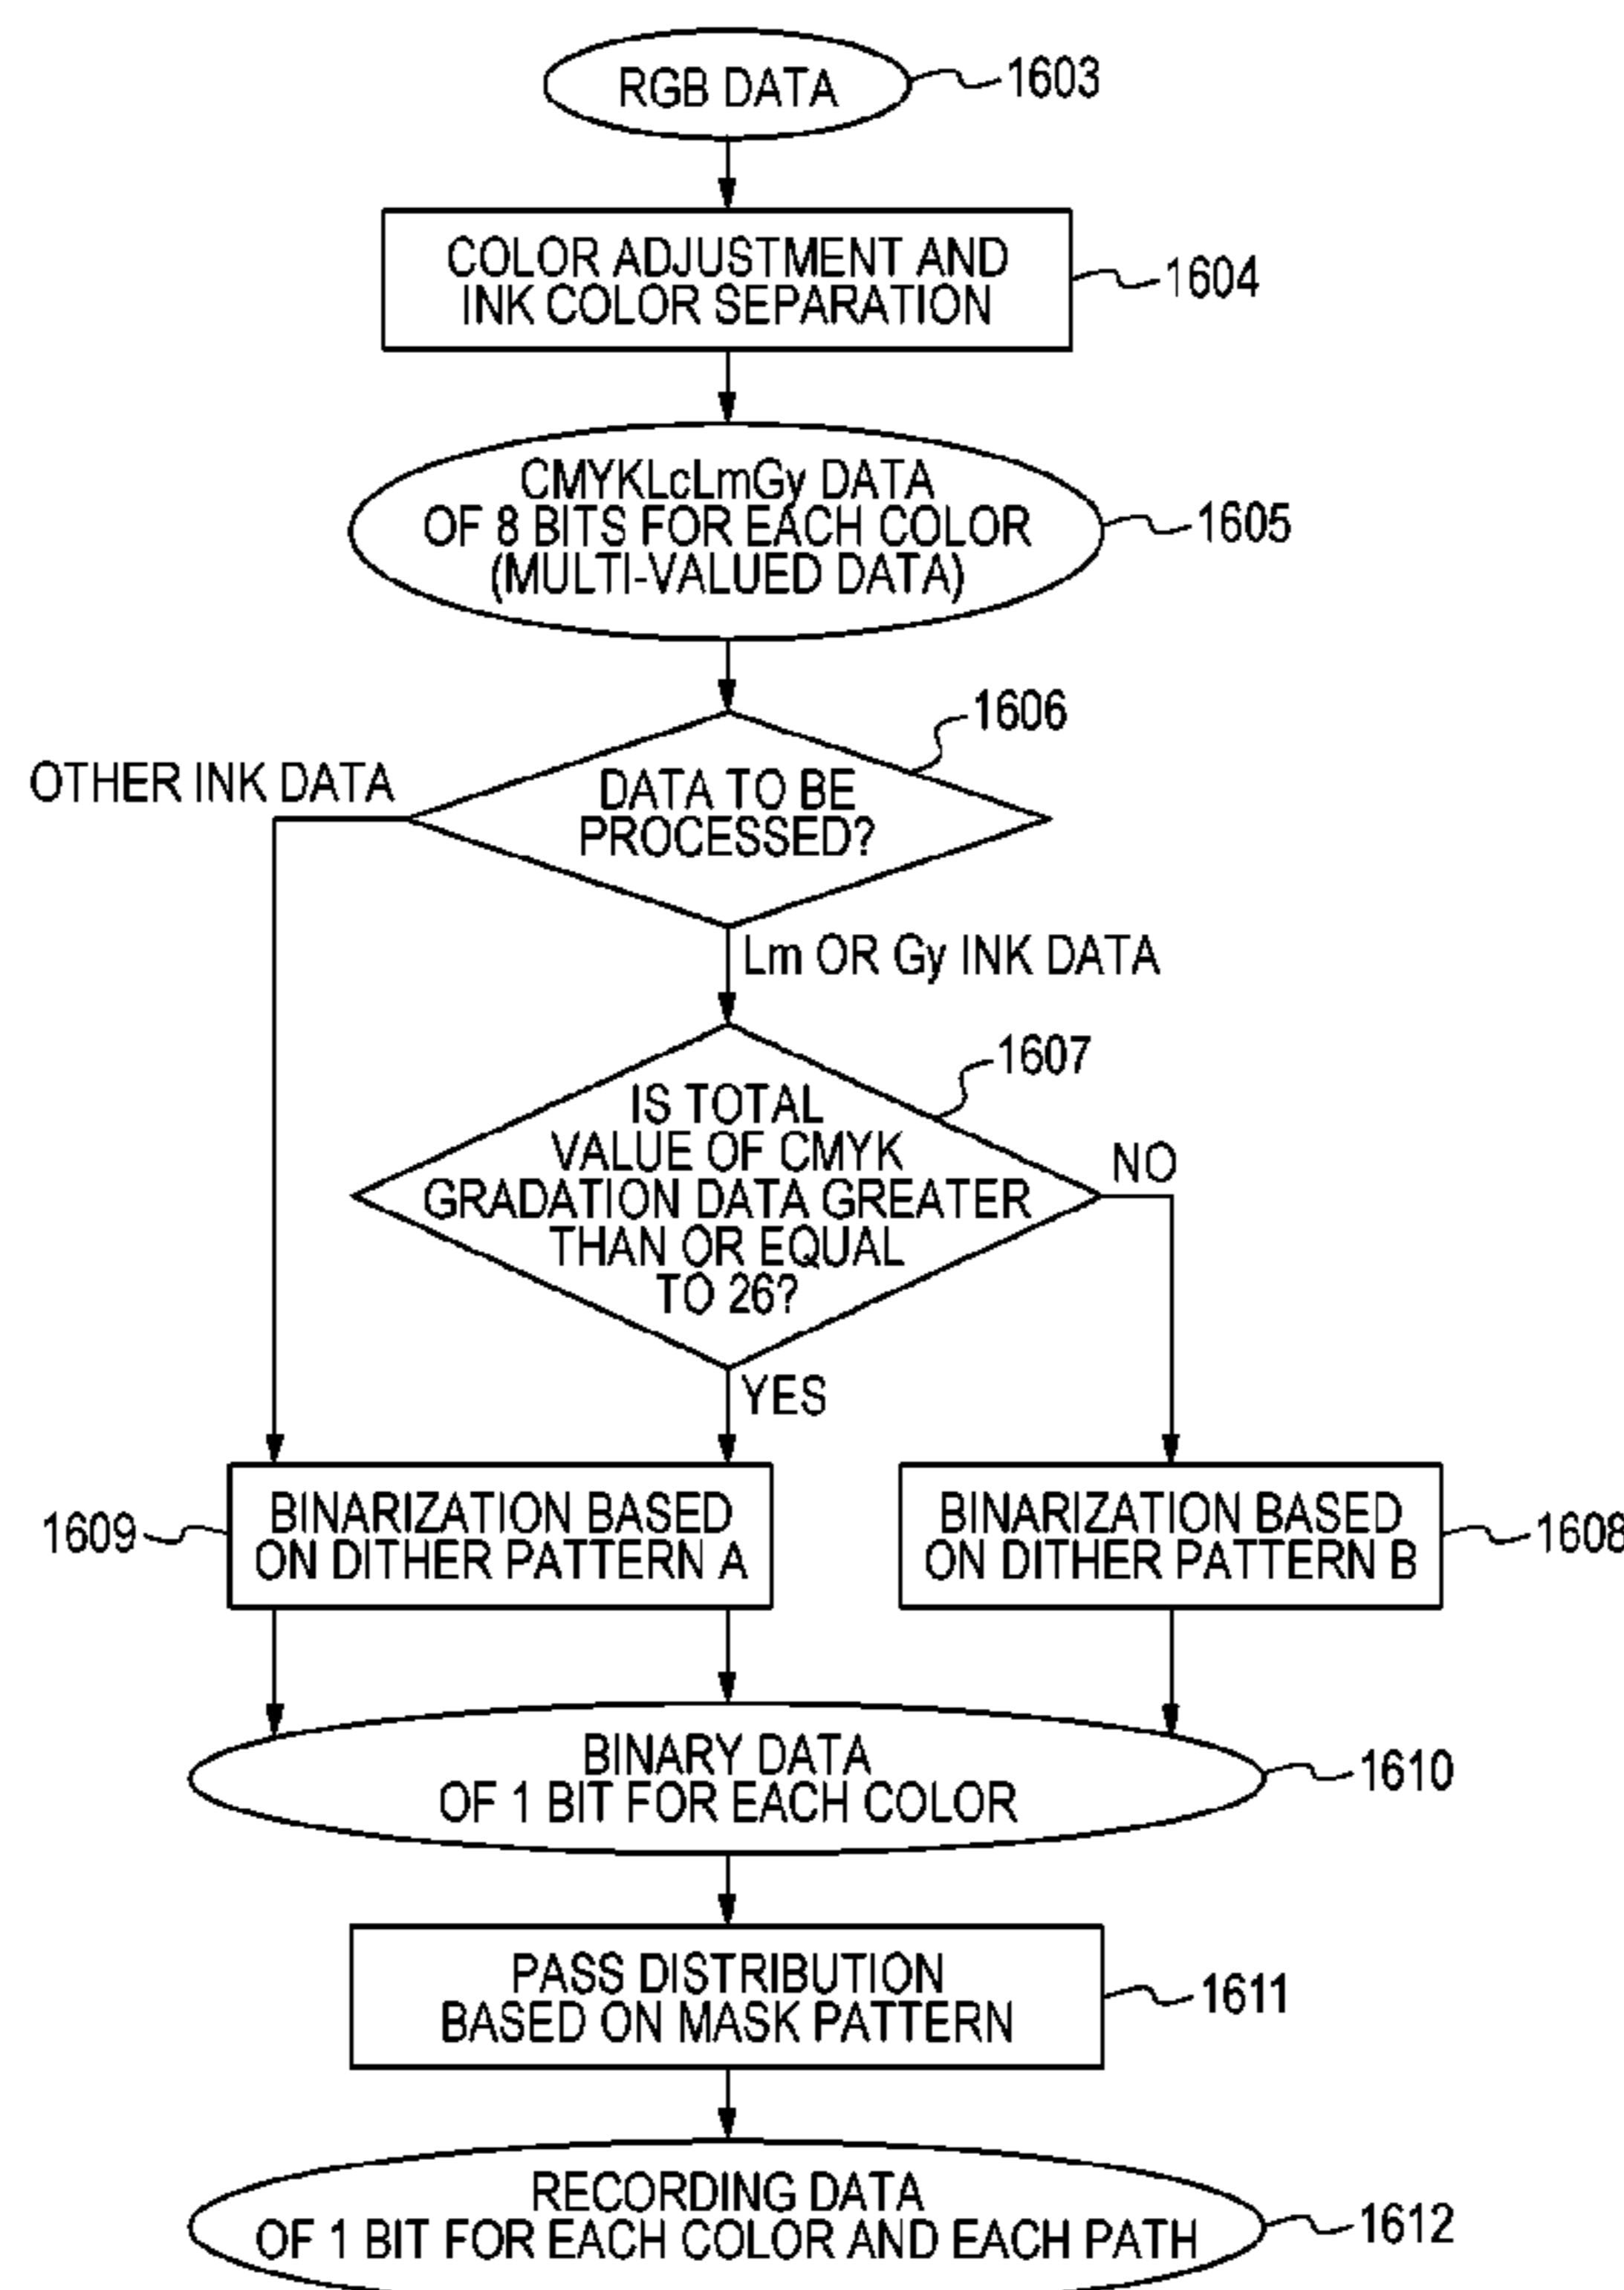 RGB DATA
1603
COLOR ADJUSTMENT AND
INK COLOR SEPARATION
1604
CMYKLcLmGy DATA
OF 8 BITS FOR EACH COLOR
(MULTI-VALUED DATA)
1605
1606
OTHER INK DATA
DATA TO BE
PROCESSED?
Lm OR Gy INK DATA
1607
IS TOTAL
VALUE OF CMYK
GRADATION DATA GREATER
THAN OR EQUAL
TO 26?
NO
YES
1609
BINARIZATION BASED
ON DITHER PATTERN A
BINARIZATION BASED
ON DITHER PATTERN B
1608
BINARY DATA
OF 1 BIT FOR EACH COLOR
1610
PASS DISTRIBUTION
BASED ON MASK PATTERN
1611
RECORDING DATA
OF 1 BIT FOR EACH COLOR AND EACH PATH
1612